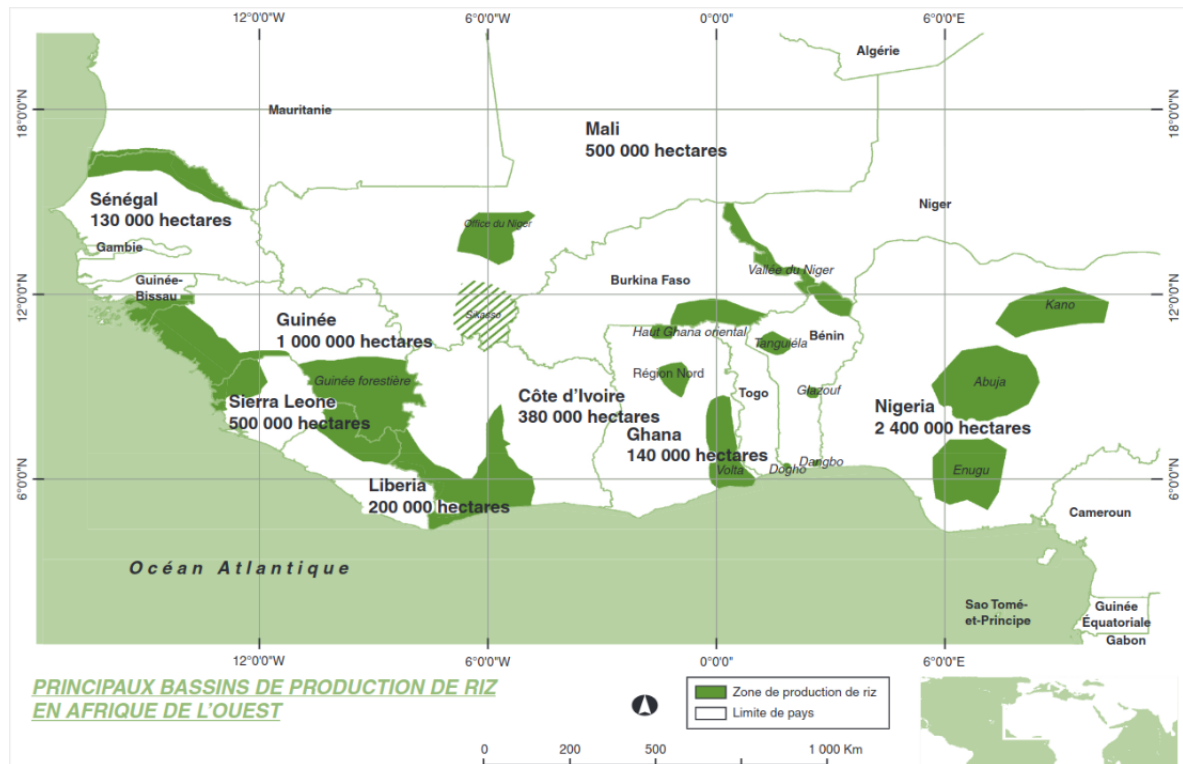 12°0'0"W
6°0'0"W
0°0'0"
6°0'0"E
18°0'0"N
18°0'0"N
12°0'0"N
12°0'0"N
6°0'0"N
6°0'0"N
Algérie
Mauritanie
Mali
500 000 hectares
Sénégal
130 000 hectares
Niger
Office du Niger
Gambie
Vallée du Niger
Guinée-
Bissau
Burkina Faso
Kano
Sikasso
Guinée
1 000 000 hectares
Haut Ghana oriental
Bénin
Tanguiéla
Région Nord
Guinée forestière
Abuja
Glazouf
Togo
Côte d'Ivoire
380 000 hectares
Sierra Leone
500 000 hectares
Nigeria
2 400 000 hectares
Ghana
140 000 hectares
Volta
Dogho
Dangbo
Enugu
Liberia
200 000 hectares
Cameroun
Océan Atlantique
Sao Tomé-
et-Principe
Guinée
Équatoriale
Gabon
12°0'0"W
6°0'0"W
0°0'0"
6°0'0"E
PRINCIPAUX BASSINS DE PRODUCTION DE RIZ
EN AFRIQUE DE L'OUEST
Zone de production de riz
Limite de pays
0 200 500 1 000 Km